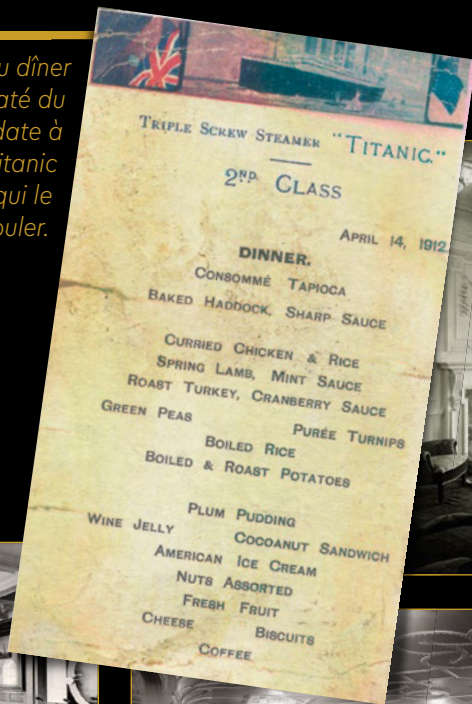 u dîner
até du
date à
itanic
qui le
ouler.
TRIPLE SCREW STEAMER "TITANIC."
2ND CLASS
APRIL 14, 1912.
DINNER.
CONSOMMÉ TAPIOCA
BAKED HADDOCK, SHARP SAUCE
CURRIED CHICKEN & RICE
SPRING LAMB, MINT SAUCE
ROAST TURKEY, CRANBERRY SAUCE
GREEN PEAS PURÉE TURNIPS
BOILED RICE
BOILED & ROAST POTATOES
PLUM PUDDING
WINE JELLY COCOANUT SANDWICH
AMERICAN ICE CREAM
NUTS ASSORTED
FRESH FRUIT
CHEESE BISCUITS
COFFEE